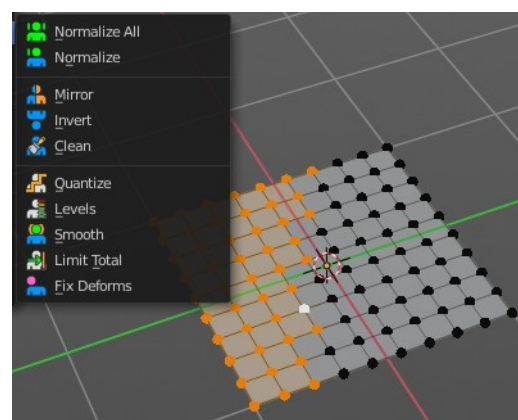 Normalize All
Normalize
Mirror
Invert
Clean
Quantize
Levels
Smooth
Limit Total
Fix Deforms